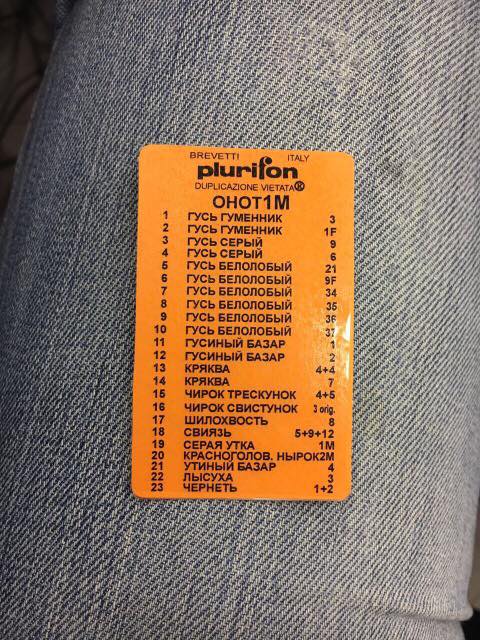 BREVETTI ITALY
plurifon
DUPLICAZIONE VIETATA®
ОНОТ1М
1 ГУСЬ ГУМЕННИК 3
2 ГУСЬ ГУМЕННИК 1F
3 ГУСЬ СЕРЫЙ 9
4 ГУСЬ СЕРЫЙ 6
5 ГУСЬ БЕЛОЛОБЫЙ 21
6 ГУСЬ БЕЛОЛОБЫЙ 9F
7 ГУСЬ БЕЛОЛОБЫЙ 34
8 ГУСЬ БЕЛОЛОБЫЙ 35
9 ГУСЬ БЕЛОЛОБЫЙ 36
10 ГУСЬ БЕЛОЛОБЫЙ 37
11 ГУСИНЫЙ БАЗАР 1
12 ГУСИНЫЙ БАЗАР 2
13 КРЯКВА 4+4
14 КРЯКВА 7
15 ЧИРОК ТРЕСКУНОК 4+5
16 ЧИРОК СВИСТУНОК 3 orig.
17 ШИЛОХВОСТЬ 8
18 СВИЯЗЬ 5+9+12
19 СЕРАЯ УТКА 1М
20 КРАСНОГОЛОВ. НЫРОК2М
21 УТИНЫЙ БАЗАР 4
22 ЛЫСУХА 3
23 ЧЕРНЕТЬ 1+2